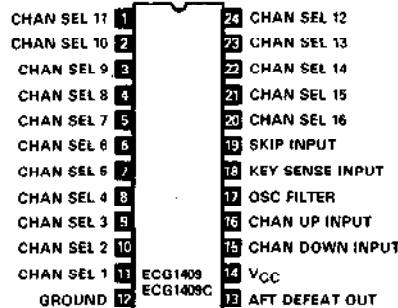 CHAN SEL 11 1 24 CHAN SEL 12
CHAN SEL 10 2 23 CHAN SEL 13
CHAN SEL 9 3 22 CHAN SEL 14
CHAN SEL 8 4 21 CHAN SEL 15
CHAN SEL 7 5 20 CHAN SEL 16
CHAN SEL 6 6 19 SKIP INPUT
CHAN SEL 5 7 18 KEY SENSE INPUT
CHAN SEL 4 8 17 OSC FILTER
CHAN SEL 3 9 16 CHAN UP INPUT
CHAN SEL 2 10 15 CHAN DOWN INPUT
CHAN SEL 1 11 ECG1409 14 VCC
GROUND 12 ECG1409C 13 AFT DEFEAT OUT